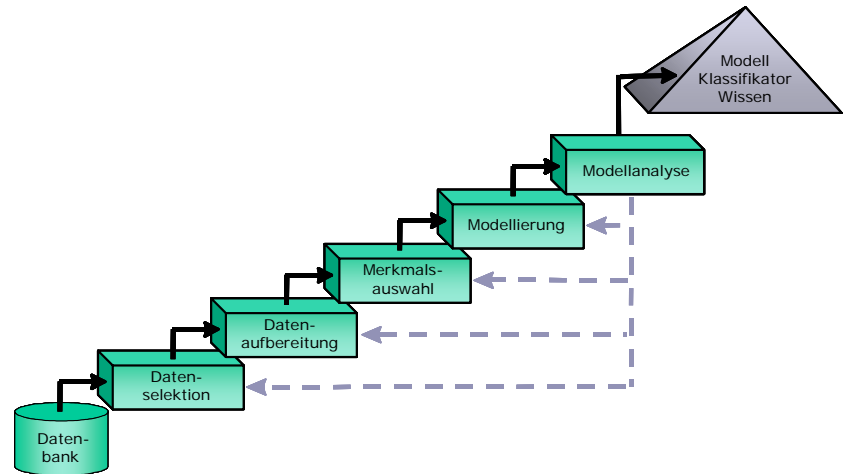 Modell
Klassifikator
Wissen
Modellanalyse
Modellierung
Merkmals-
auswahl
Daten-
aufbereitung
Daten-
selektion
Daten-
bank